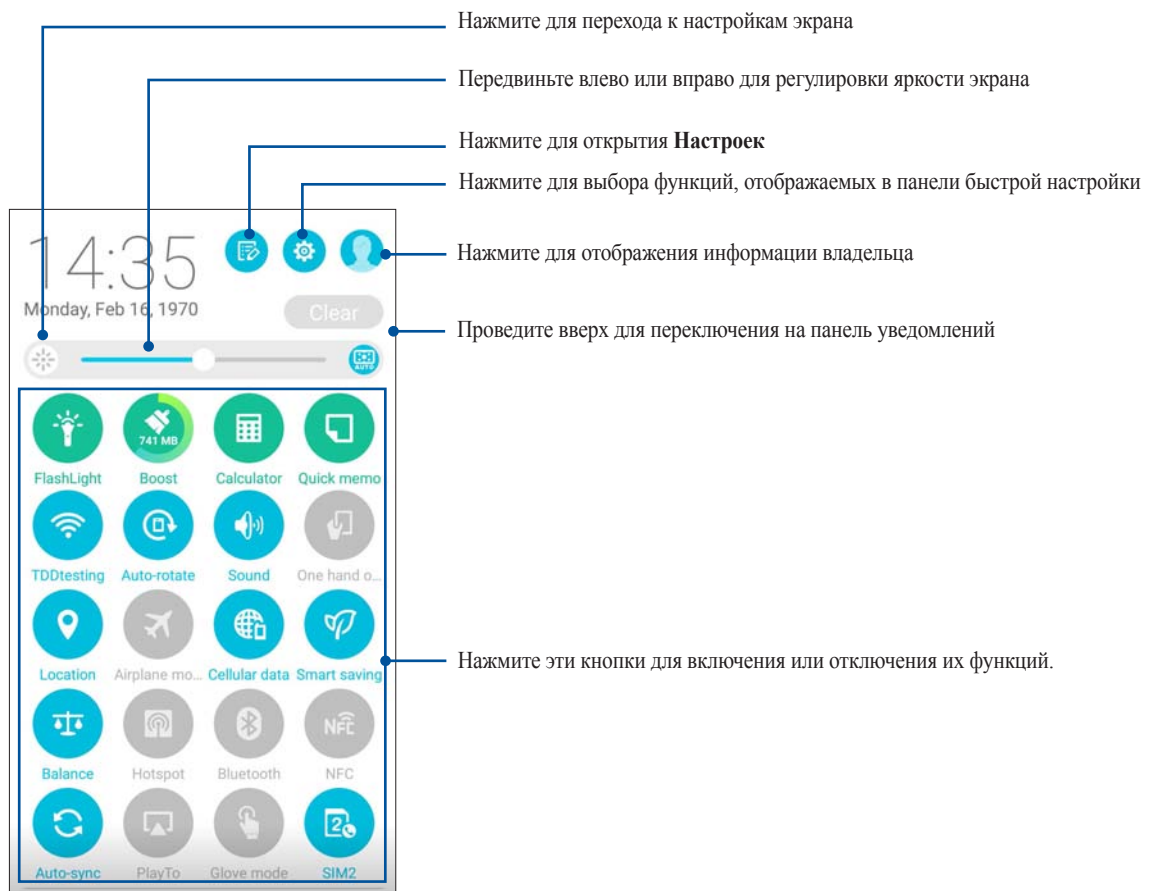 Нажмите для перехода к настройкам экрана
Передвиньте влево или вправо для регулировки яркости экрана
Нажмите для открытия Настроек
Нажмите для выбора функций, отображаемых в панели быстрой настройки
14:35
Нажмите для отображения информации владельца
Monday, Feb 16, 1970
Clear
Проведите вверх для переключения на панель уведомлений
AUTO
741 MB
FlashLight Boost Calculator Quick memo
TDDtesting Auto-rotate Sound One hand o...
Нажмите эти кнопки для включения или отключения их функций.
Location Airplane mo... Cellular data Smart saving
NFC
Balance Hotspot Bluetooth NFC
2
Auto-sync PlayTo Glove mode SIM2